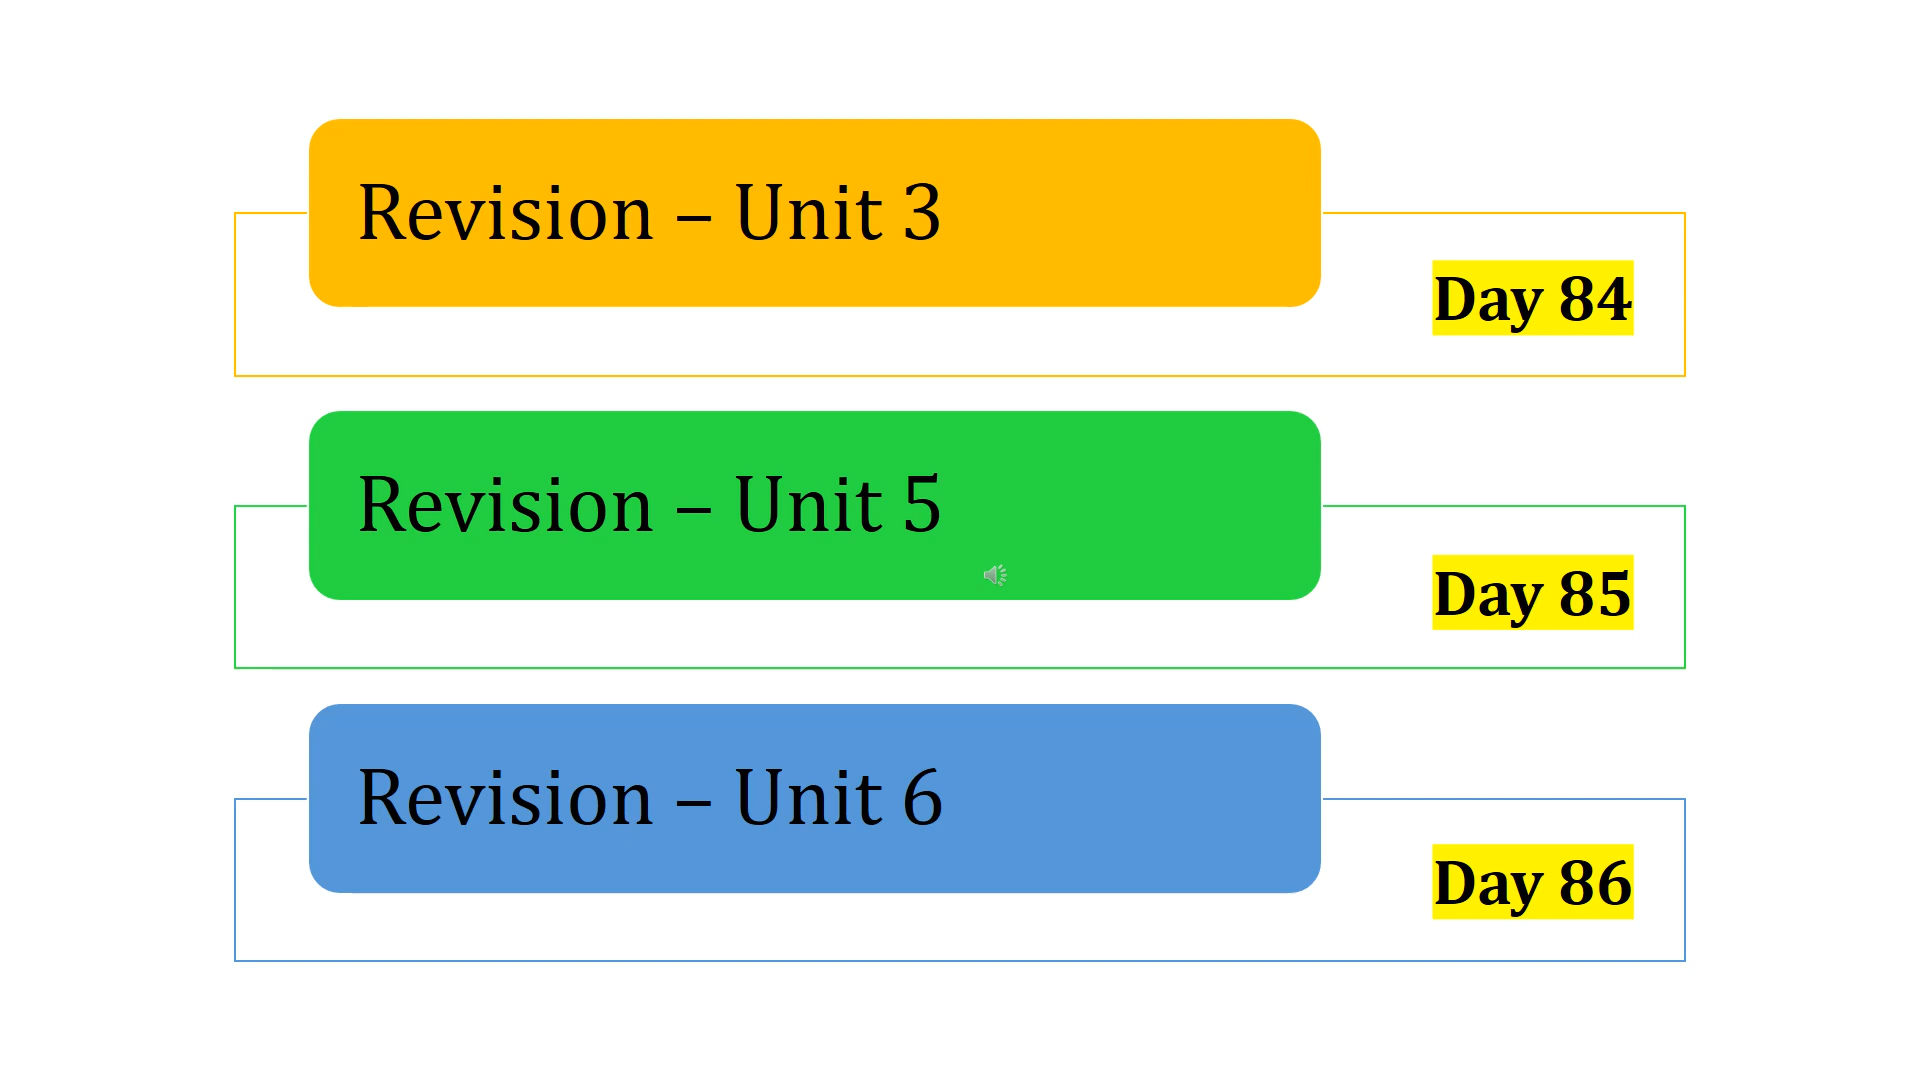 Revision – Unit 3
Day 84
Revision – Unit 5
Day 85
Revision – Unit 6
Day 86